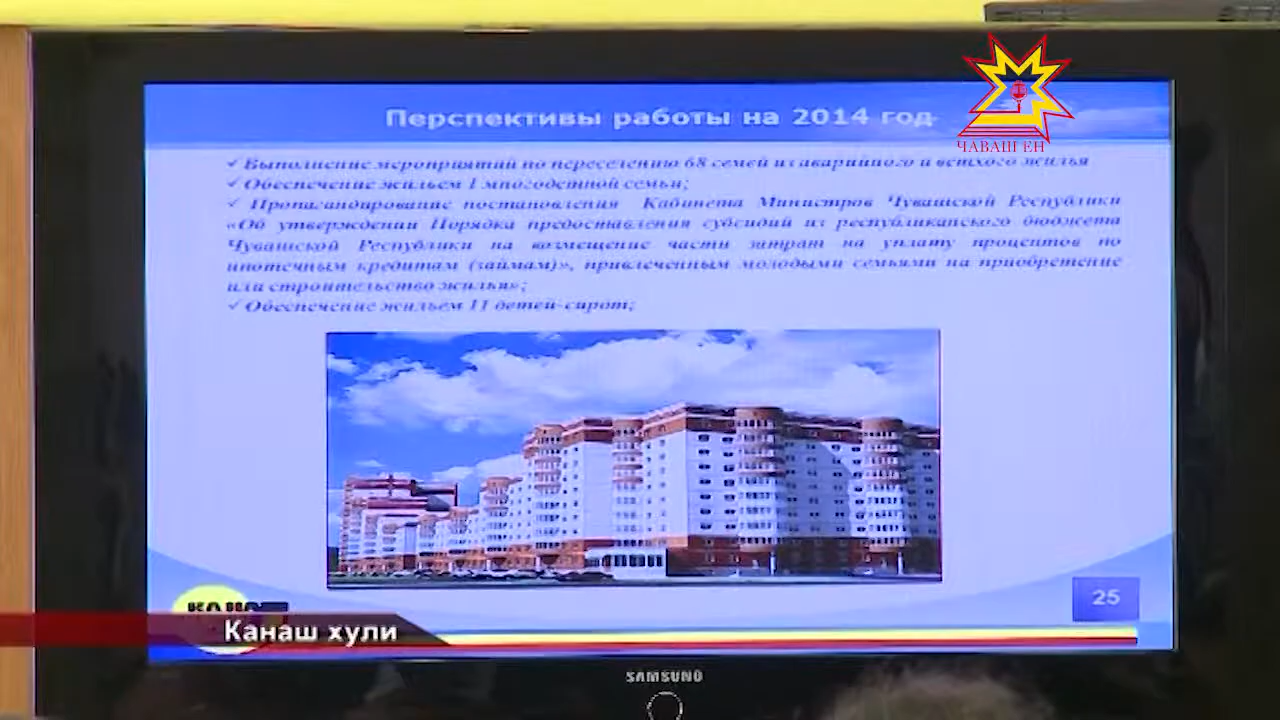 Перспективы работы на 2014 год
ЧАВАШ ЕН
✓ Выполнение мероприятий по переселению 68 семей из аварийного и ветхого жилья
✓ Обеспечение жильем 1 многодетной семьи;
✓ Пропагандирование постановления Кабинета Министров Чувашской Республики
«Об утверждении Порядка предоставления субсидий из республиканского бюджета
Чувашской Республики на возмещение части затрат на уплату процентов по
ипотечным кредитам (займам)», привлеченным молодыми семьями на приобретение
или строительство жилья»;
✓ Обеспечение жильем 11 детей-сирот;
25
Канаш хули
SAMSUNG